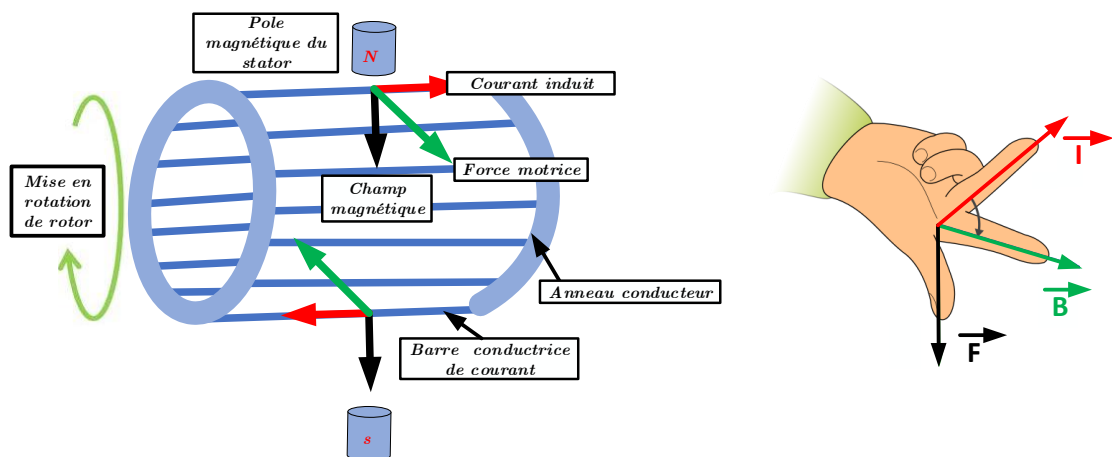 Pole
magnétique du
stator
N
Courant induit
Mise en
rotation
de rotor
Force motrice
Champ
magnétique
Anneau conducteur
Barre conductrice
de courant
s
I
B
F